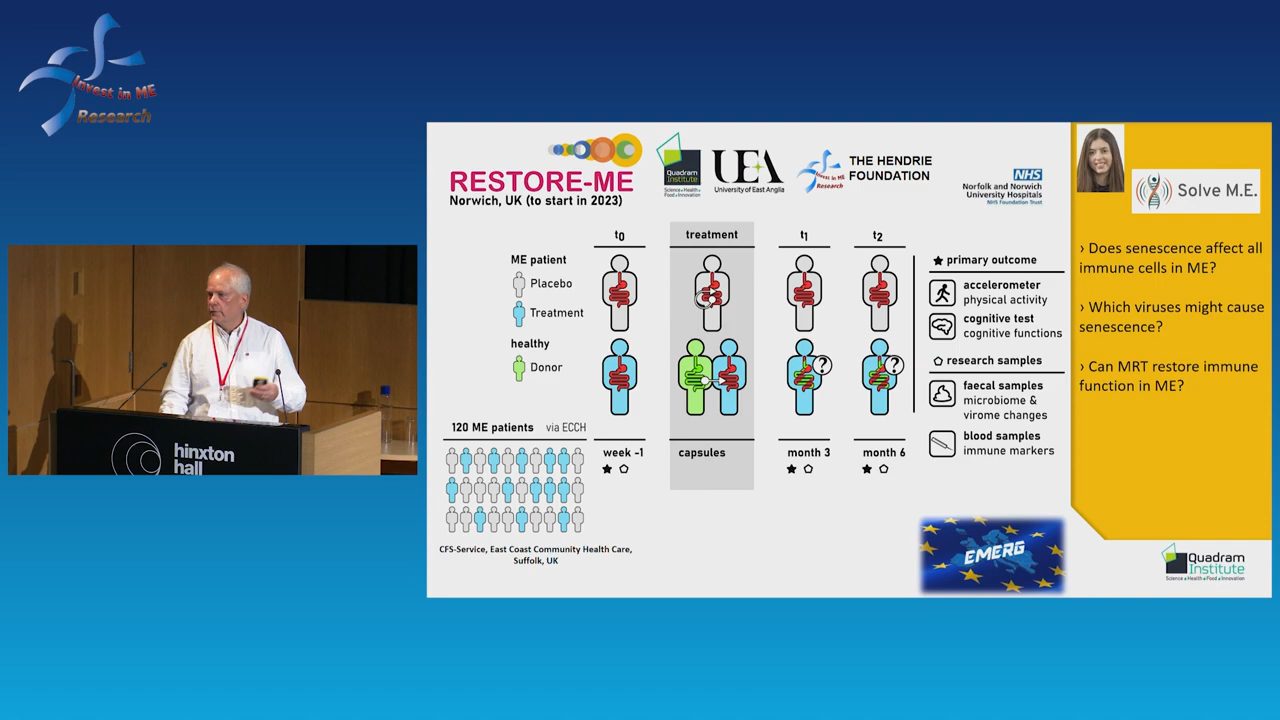 Invest in ME
Research
hinxton
hall
RESTORE-ME
Norwich, UK (to start in 2023)
Quadram
Institute
Science ▪ Health ▪
Food ▪ Innovation
UEA
University of East Anglia
Invest in ME
Research
THE HENDRIE
FOUNDATION
NHS
Norfolk and Norwich
University Hospitals
NHS Foundation Trust
t0
treatment
t1
t2
ME patient
Placebo
Treatment
healthy
Donor
120 ME patients via ECCH
week -1
capsules
month 3
month 6
CFS-Service, East Coast Community Health Care,
Suffolk, UK
★ primary outcome
accelerometer
physical activity
cognitive test
cognitive functions
research samples
faecal samples
microbiome &
virome changes
blood samples
immune markers
EMERG
Solve M.E.
› Does senescence affect all
immune cells in ME?
› Which viruses might cause
senescence?
› Can MRT restore immune
function in ME?
Quadram
Institute
Science ▪ Health ▪ Food ▪ Innovation